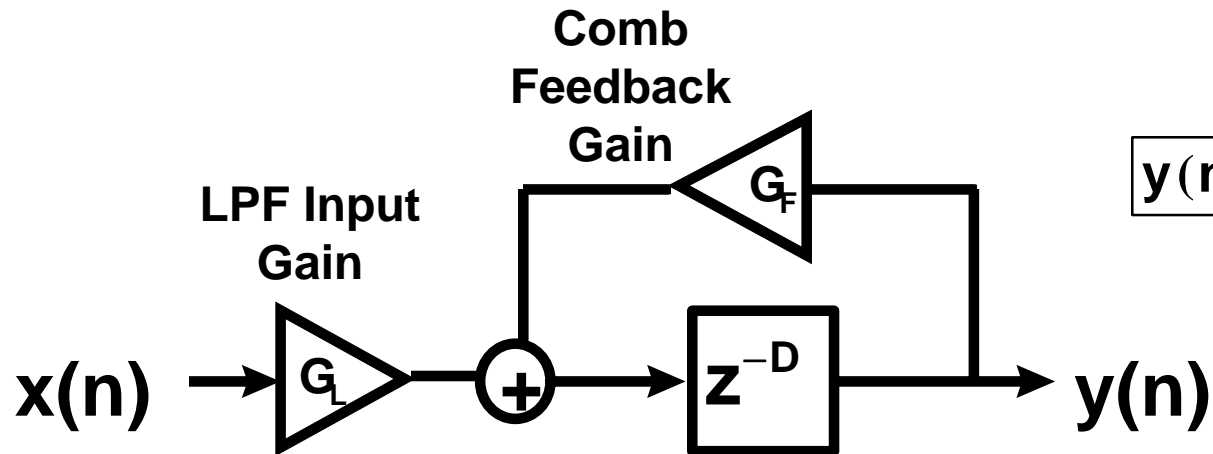 Comb
Feedback
Gain
G_F
y(n
LPF Input
Gain
x(n)
G_L
+
z^{-D}
y(n)